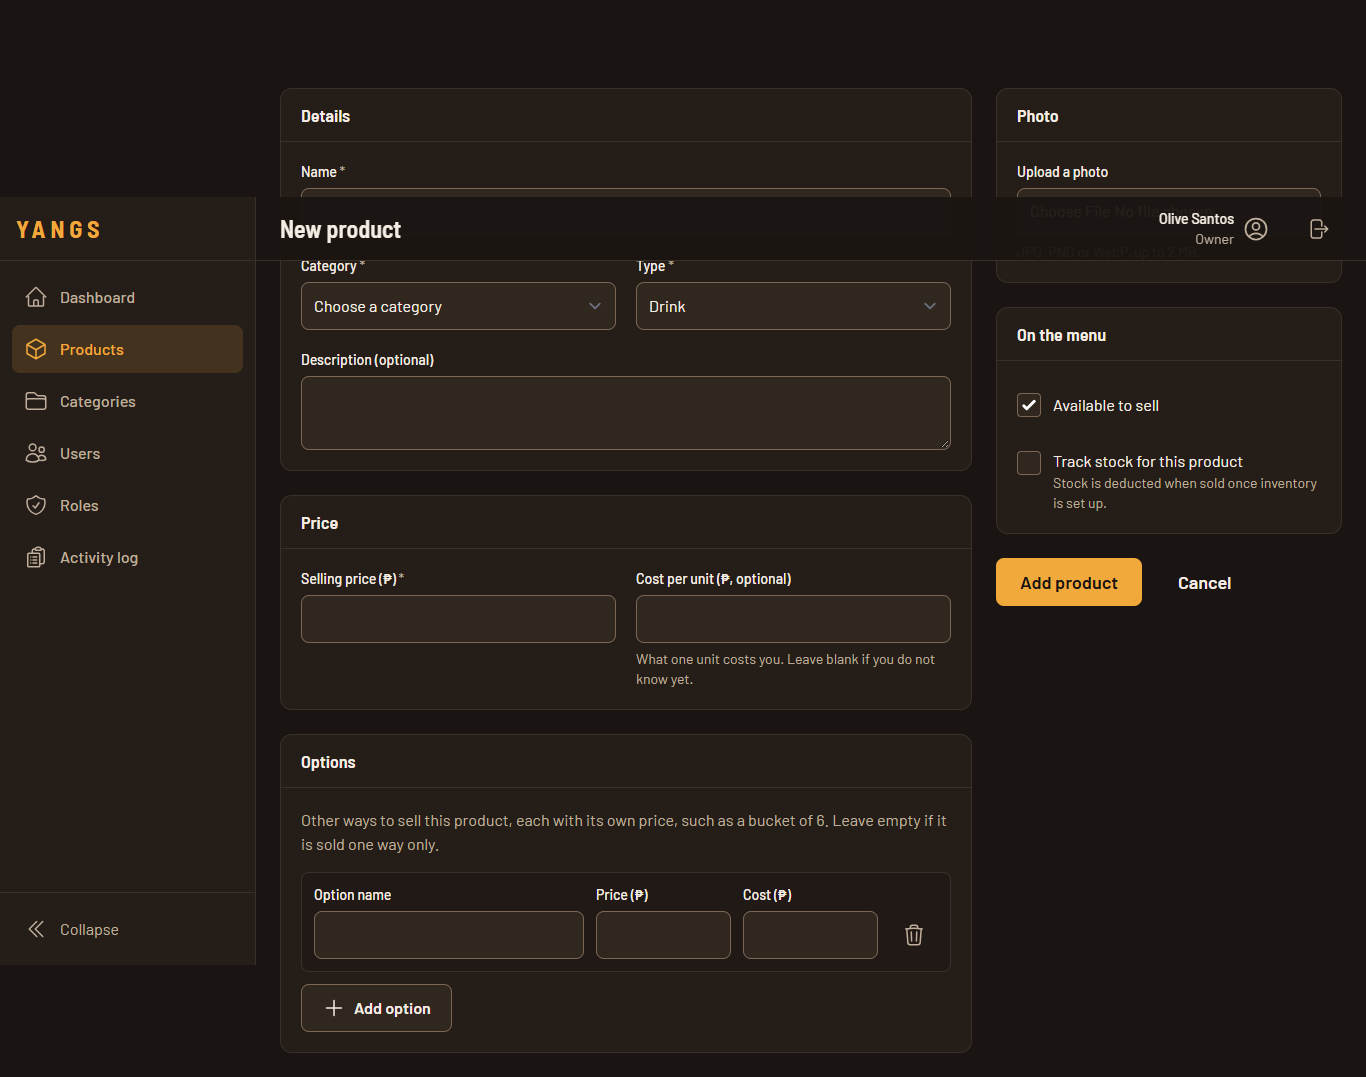 Details
Name *
Photo
Upload a photo
YANGS
New product
Olive Santos
Owner
Dashboard
Products
Categories
Users
Roles
Activity log
Collapse
Category *
Choose a category
Type *
Drink
Description (optional)
Price
Selling price (₱) *
Cost per unit (₱, optional)
What one unit costs you. Leave blank if you do not
know yet.
Options
Other ways to sell this product, each with its own price, such as a bucket of 6. Leave empty if it
is sold one way only.
Option name
Price (₱)
Cost (₱)
Add option
On the menu
Available to sell
Track stock for this product
Stock is deducted when sold once inventory
is set up.
Add product
Cancel